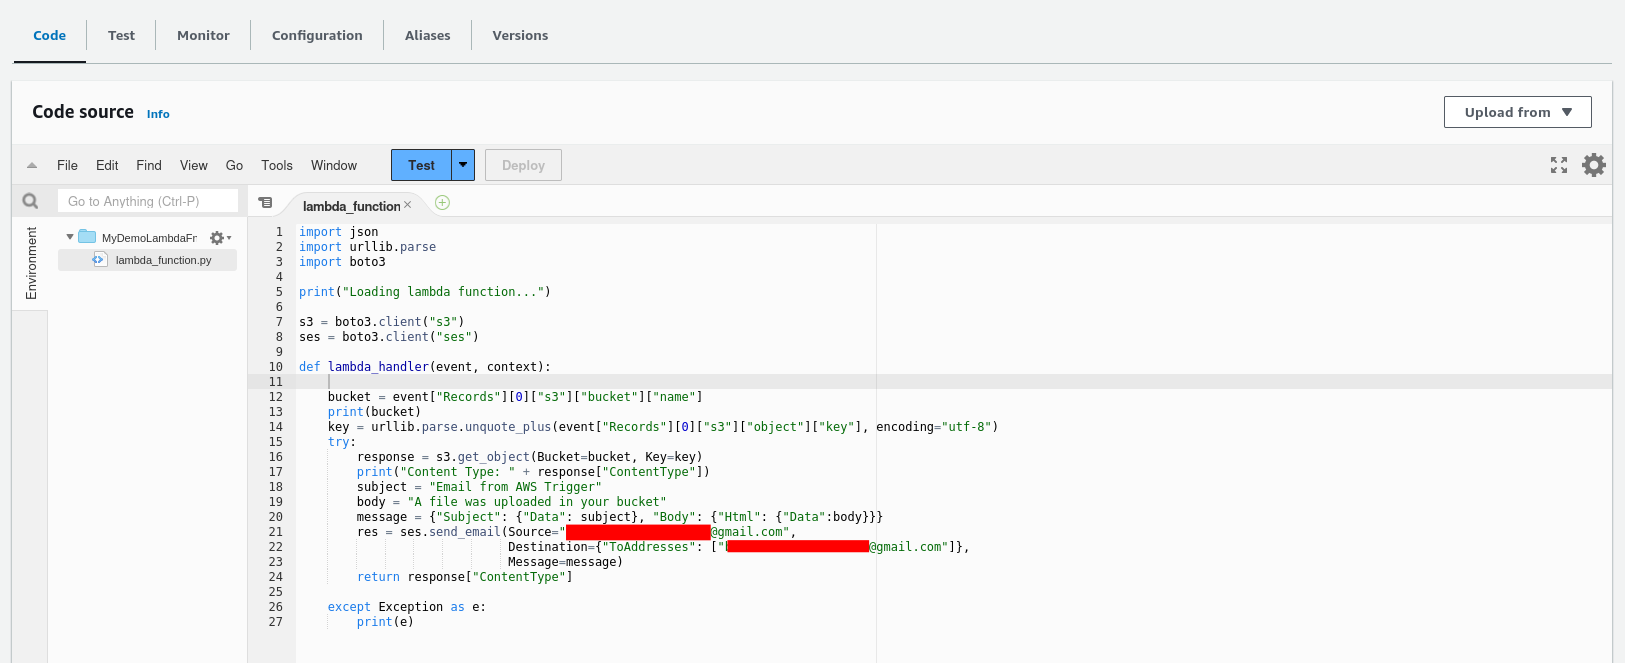 Code Test Monitor Configuration Aliases Versions
Code source Info Upload from
File Edit Find View Go Tools Window Test Deploy
Go to Anything (Ctrl-P) lambda_function ×
Environment
MyDemoLambdaFr
lambda_function.py
1 import json
2 import urllib.parse
3 import boto3
4
5 print("Loading lambda function...")
6
7 s3 = boto3.client("s3")
8 ses = boto3.client("ses")
9
10 def lambda_handler(event, context):
11
12     bucket = event["Records"][0]["s3"]["bucket"]["name"]
13     print(bucket)
14     key = urllib.parse.unquote_plus(event["Records"][0]["s3"]["object"]["key"], encoding="utf-8")
15     try:
16         response = s3.get_object(Bucket=bucket, Key=key)
17         print("Content Type: " + response["ContentType"])
18         subject = "Email from AWS Trigger"
19         body = "A file was uploaded in your bucket"
20         message = {"Subject": {"Data": subject}, "Body": {"Html": {"Data":body}}}
21         res = ses.send_email(Source="@gmail.com",
22                              Destination={"ToAddresses": ["@gmail.com"]},
23                              Message=message)
24         return response["ContentType"]
25
26     except Exception as e:
27         print(e)